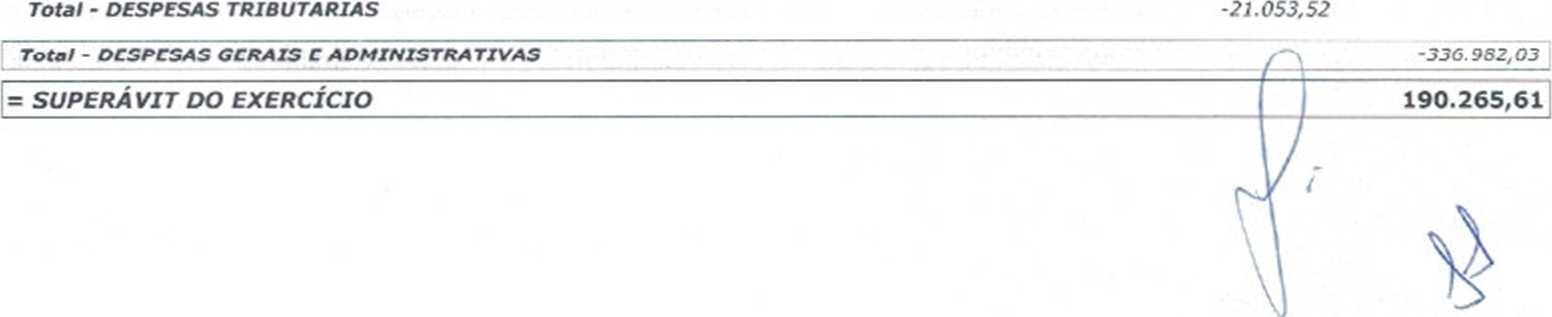 Total - DESPESAS TRIBUTARIAS -21.053,52
Total - DESPESAS GERAIS E ADMINISTRATIVAS -336.982,03
= SUPERÁVIT DO EXERCÍCIO 190.265,61